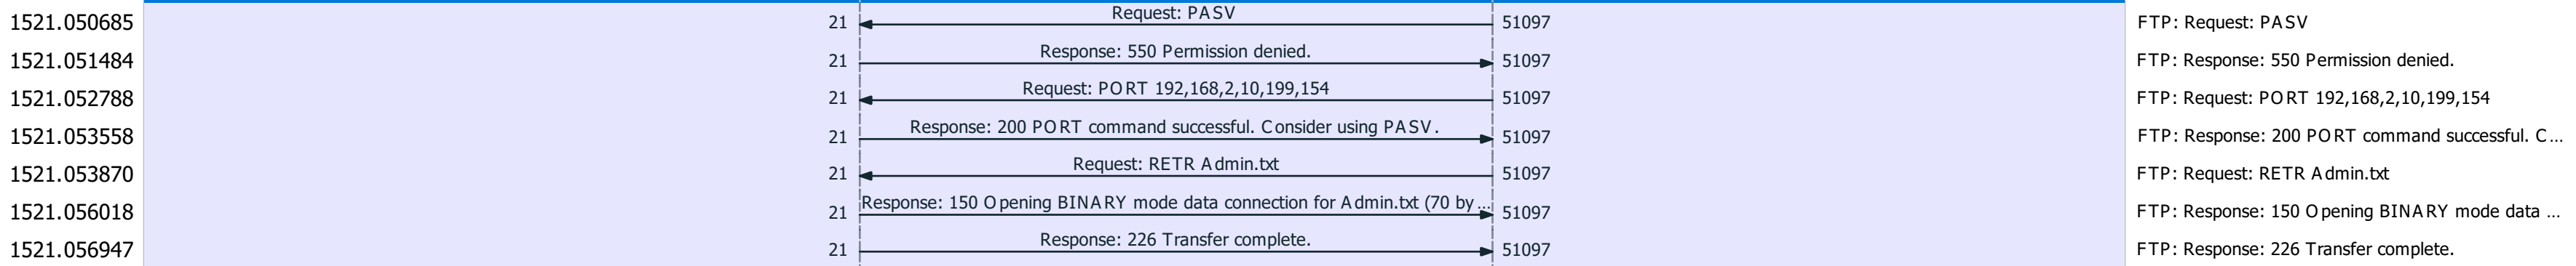 1521.050685 21 Request: PASV 51097 FTP: Request: PASV
1521.051484 21 Response: 550 Permission denied. 51097 FTP: Response: 550 Permission denied.
1521.052788 21 Request: PORT 192,168,2,10,199,154 51097 FTP: Request: PORT 192,168,2,10,199,154
1521.053558 21 Response: 200 PORT command successful. Consider using PASV. 51097 FTP: Response: 200 PORT command successful. C...
1521.053870 21 Request: RETR Admin.txt 51097 FTP: Request: RETR Admin.txt
1521.056018 21 Response: 150 Opening BINARY mode data connection for Admin.txt (70 by... 51097 FTP: Response: 150 Opening BINARY mode data ...
1521.056947 21 Response: 226 Transfer complete. 51097 FTP: Response: 226 Transfer complete.